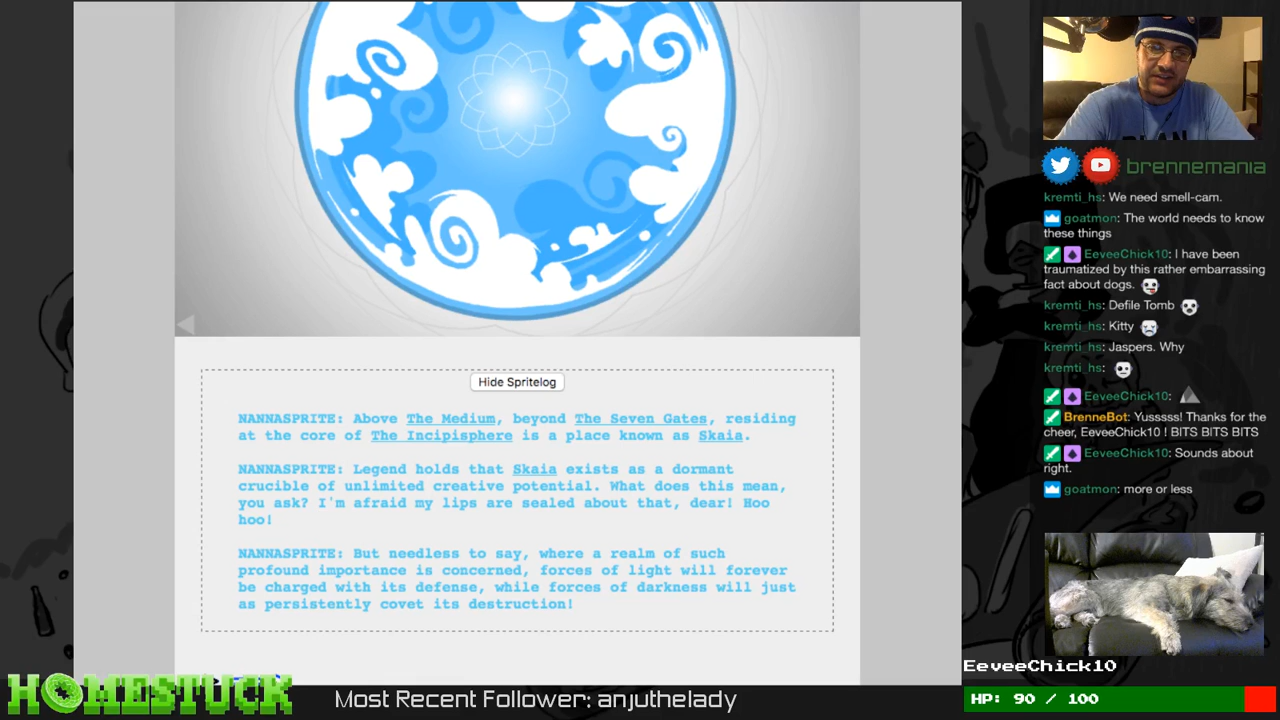 Hide Spritelog
NANNASPRITE: Above The Medium, beyond The Seven Gates, residing
at the core of The Incipisphere is a place known as Skaia.
NANNASPRITE: Legend holds that Skaia exists as a dormant
crucible of unlimited creative potential. What does this mean,
you ask? I'm afraid my lips are sealed about that, dear! Hoo
hoo!
NANNASPRITE: But needless to say, where a realm of such
profound importance is concerned, forces of light will forever
be charged with its defense, while forces of darkness will just
as persistently covet its destruction!
brennemania
kremti_hs: We need smell-cam.
goatmon: The world needs to know
these things
EeveeChick10: I have been
traumatized by this rather embarrassing
fact about dogs.
kremti_hs: Defile Tomb
kremti_hs: Kitty
kremti_hs: Jaspers. Why
kremti_hs:
EeveeChick10:
BrenneBot: Yusssss! Thanks for the
cheer, EeveeChick10 ! BITS BITS BITS
EeveeChick10: Sounds about
right.
goatmon: more or less
EeveeChick10
HP: 90 / 100
HOMESTUCK
Most Recent Follower: anjuthelady